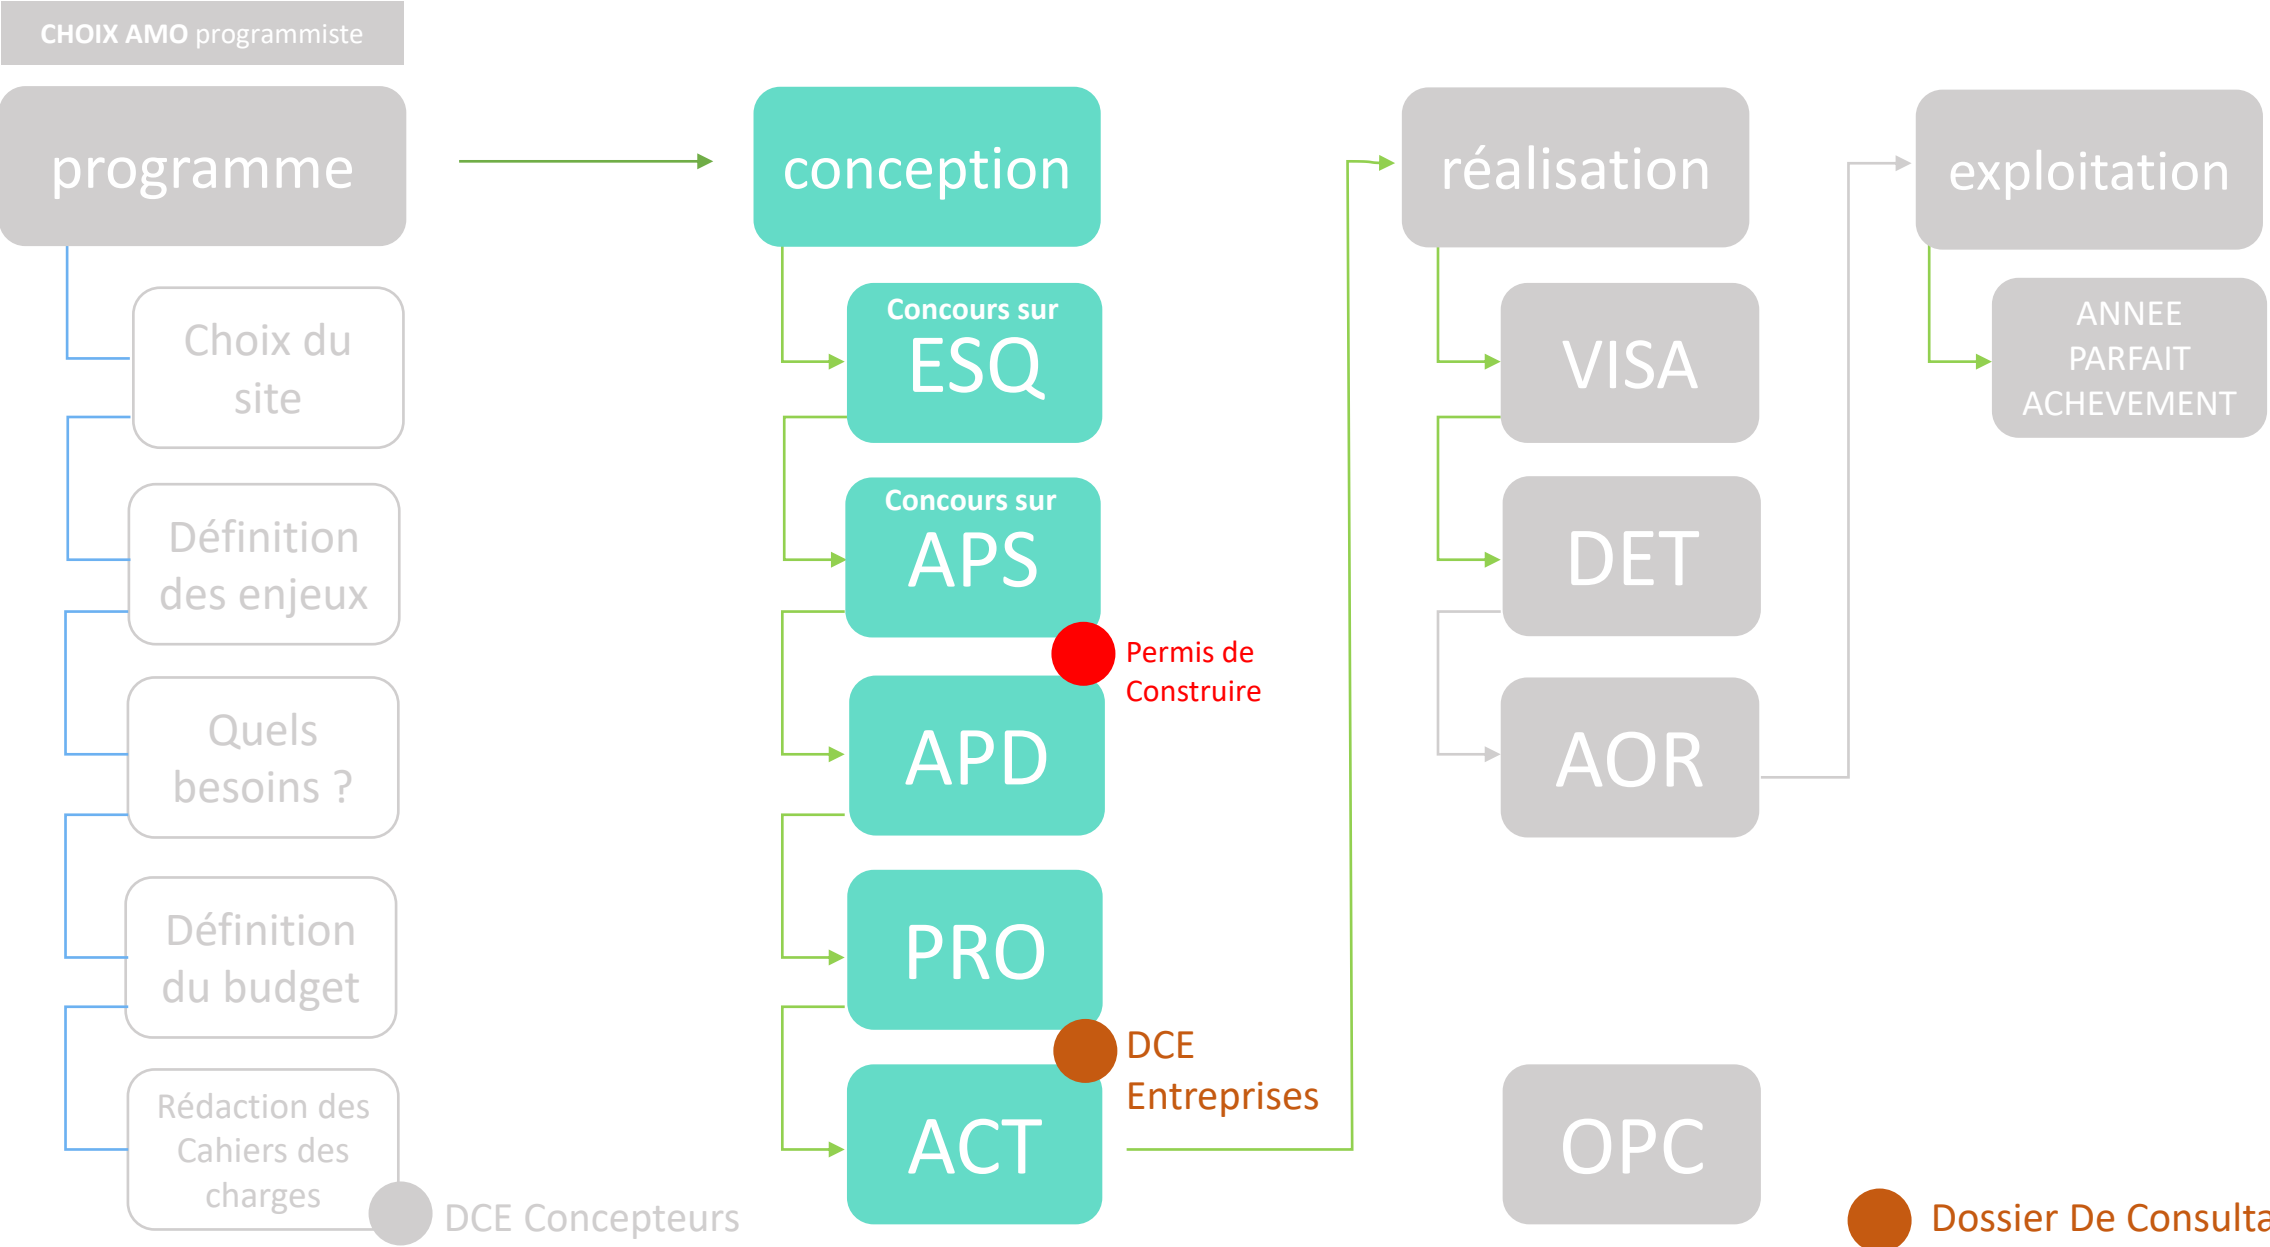 CHOIX AMO programmiste
programme
Choix du
site
Définition
des enjeux
Quels
besoins ?
Définition
du budget
Rédaction des
Cahiers des
charges
DCE Concepteurs
conception
Concours sur
ESQ
Concours sur
APS
Permis de
Construire
APD
PRO
DCE
Entreprises
ACT
réalisation
VISA
DET
AOR
OPC
exploitation
ANNEE
PARFAIT
ACHEVEMENT
Dossier De